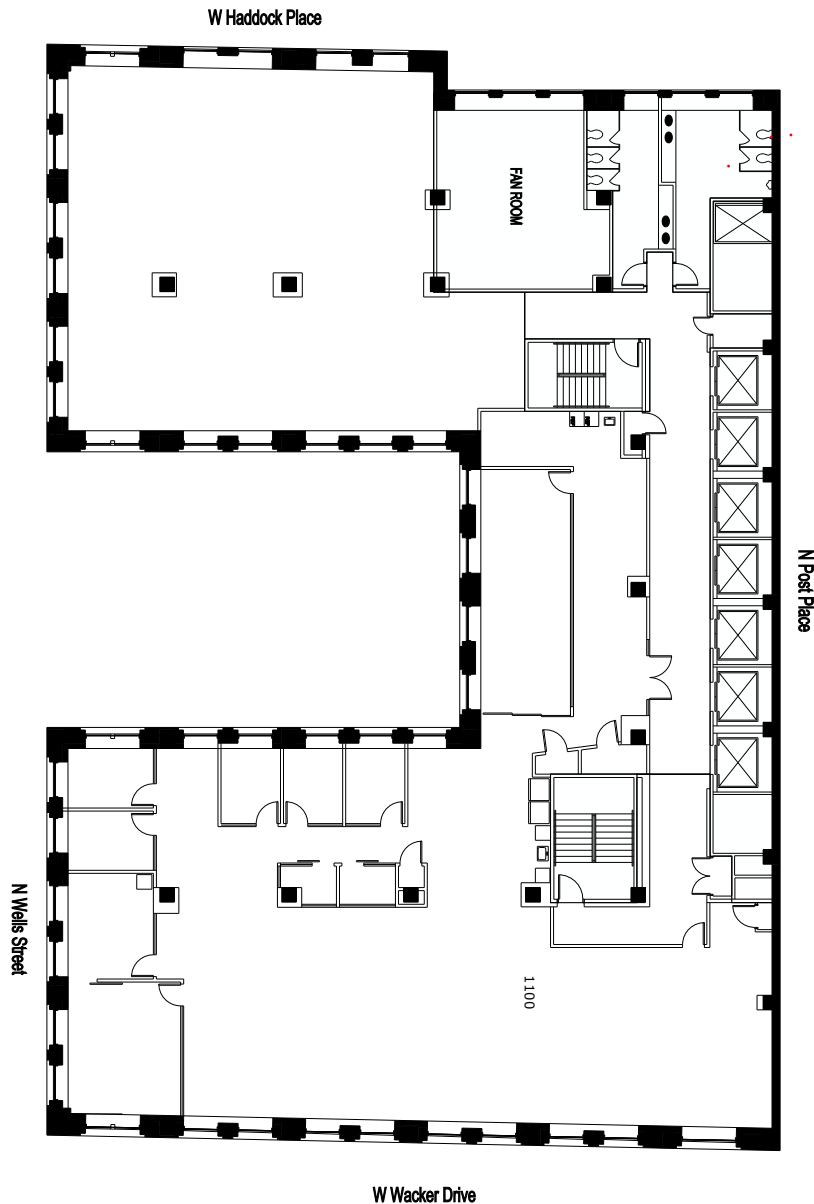 W Haddock Place
FAN ROOM
N Post Place
N Wells Street
1100
W Wacker Drive